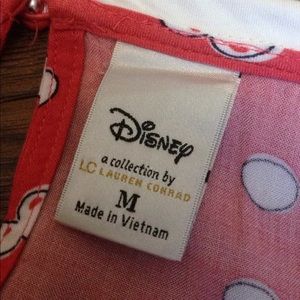 Disney
a collection by
LC LAUREN CONRAD
M
Made in Vietnam